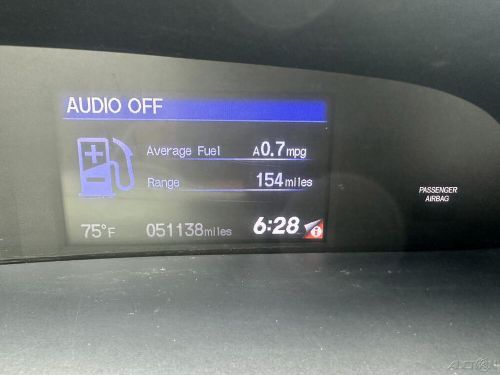 AUDIO OFF
Average Fuel A0.7mpg
Range 154miles
PASSENGER
AIRBAG
75°F 051138miles 6:28